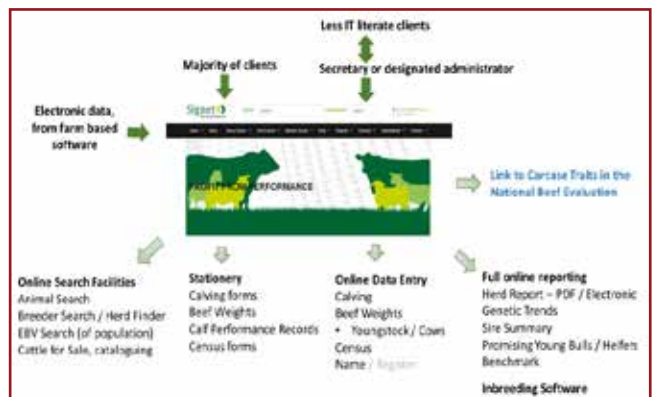 Less IT literate clients
Majority of clients
Secretary or designated administrator
Electronic data,
from farm based
software
Signet
PROFIT FROM PERFORMANCE
Link to Carcase Traits in the
National Beef Evaluation
Online Search Facilities
Animal Search
Breeder Search / Herd Finder
EBV Search (of population)
Cattle for Sale, cataloguing
Stationery
Calving forms
Beef Weights
Calf Performance Records
Census forms
Online Data Entry
Calving
Beef Weights
• Youngstock / Cows
Census
Name / Register
Full online reporting
Herd Report – PDF / Electronic
Genetic Trends
Sire Summary
Promising Young Bulls / Heifers
Benchmark
Inbreeding Software